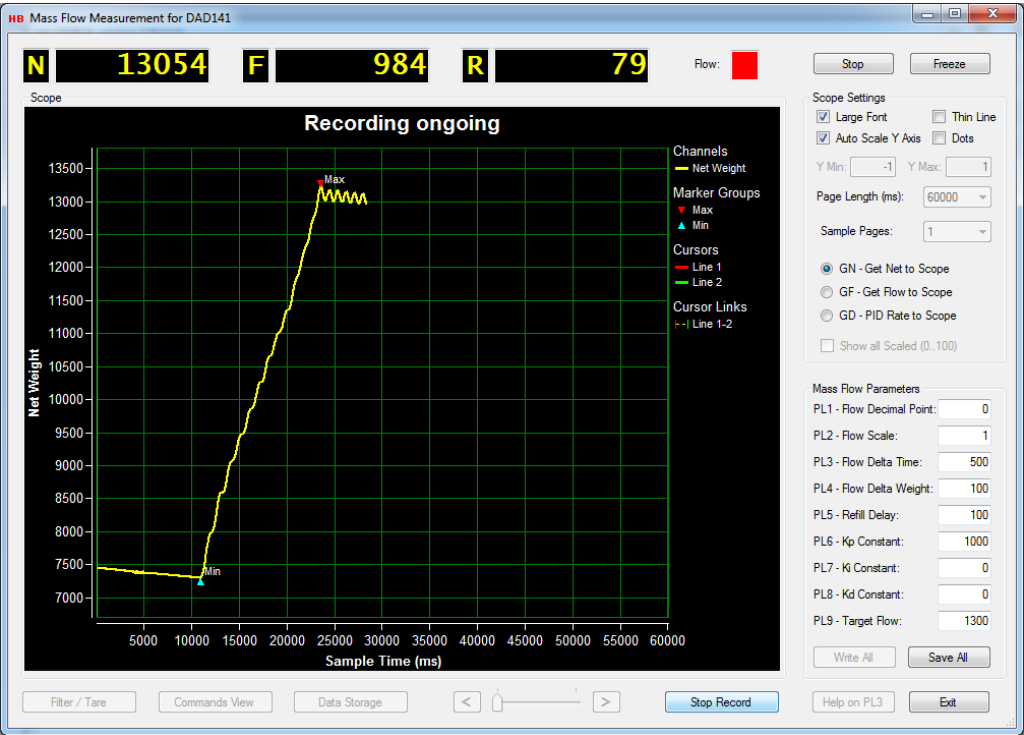 HB Mass Flow Measurement for DAD141
N 13054 F 984 R 79 Flow: Stop Freeze
Scope
Recording ongoing
Net Weight
13500
13000
12500
12000
11500
11000
10500
10000
9500
9000
8500
8000
7500
7000
Max
Min
5000 10000 15000 20000 25000 30000 35000 40000 45000 50000 55000 60000
Sample Time (ms)
Channels
Net Weight
Marker Groups
Max
Min
Cursors
Line 1
Line 2
Cursor Links
Line 1-2
Scope Settings
Large Font Thin Line
Auto Scale Y Axis Dots
Y Min: -1 Y Max: 1
Page Length (ms): 60000
Sample Pages: 1
GN - Get Net to Scope
GF - Get Flow to Scope
GD - PID Rate to Scope
Show all Scaled (0..100)
Mass Flow Parameters
PL1 - Flow Decimal Point: 0
PL2 - Flow Scale: 1
PL3 - Flow Delta Time: 500
PL4 - Flow Delta Weight: 100
PL5 - Refill Delay: 100
PL6 - Kp Constant: 1000
PL7 - Ki Constant: 0
PL8 - Kd Constant: 0
PL9 - Target Flow: 1300
Write All Save All
Filter / Tare Commands View Data Storage < > Stop Record Help on PL3 Exit